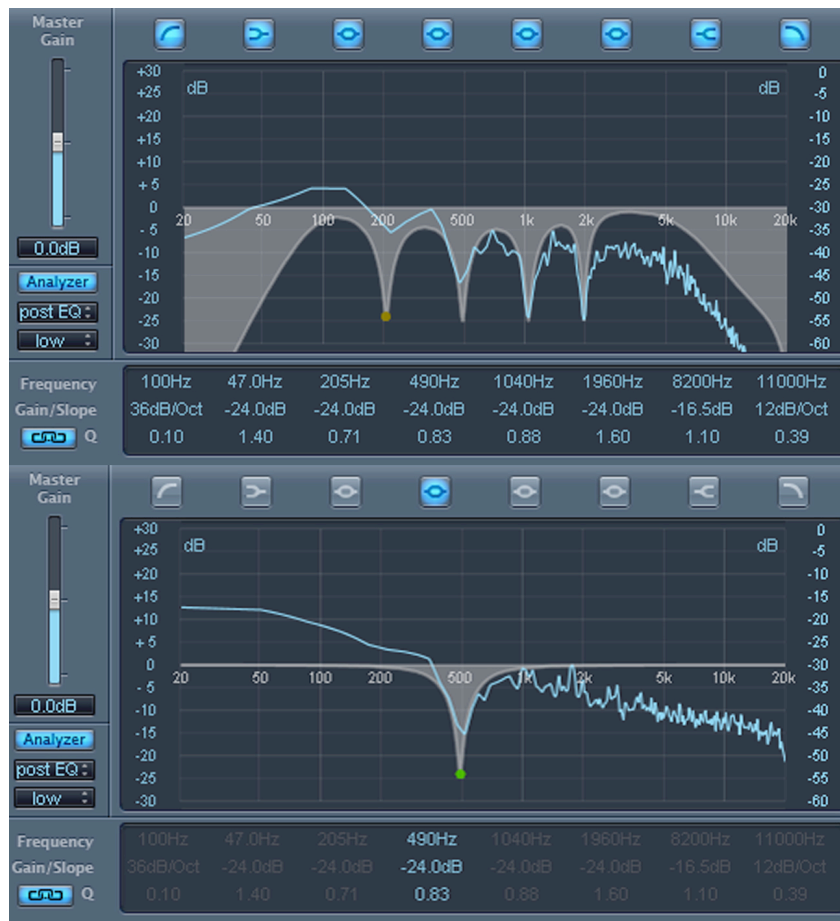 Master
Gain
+30
+25
+20
+15
+10
+ 5
0
- 5
-10
-15
-20
-25
-30
dB
dB
0
-5
-10
-15
-20
-25
-30
-35
-40
-45
-50
-55
-60
20 50 100 200 500 1k 2k 5k 10k 20k
0.0dB
Analyzer
post EQ
low
Frequency 100Hz 47.0Hz 205Hz 490Hz 1040Hz 1960Hz 8200Hz 11000Hz
Gain/Slope 36dB/Oct -24.0dB -24.0dB -24.0dB -24.0dB -24.0dB -16.5dB 12dB/Oct
Q 0.10 1.40 0.71 0.83 0.88 1.60 1.10 0.39
Master
Gain
+30
+25
+20
+15
+10
+ 5
0
- 5
-10
-15
-20
-25
-30
dB
dB
0
-5
-10
-15
-20
-25
-30
-35
-40
-45
-50
-55
-60
20 50 100 200 500 1k 2k 5k 10k 20k
0.0dB
Analyzer
post EQ
low
Frequency 100Hz 47.0Hz 205Hz 490Hz 1040Hz 1960Hz 8200Hz 11000Hz
Gain/Slope 36dB/Oct -24.0dB -24.0dB -24.0dB -24.0dB -24.0dB -16.5dB 12dB/Oct
Q 0.10 1.40 0.71 0.83 0.88 1.60 1.10 0.39